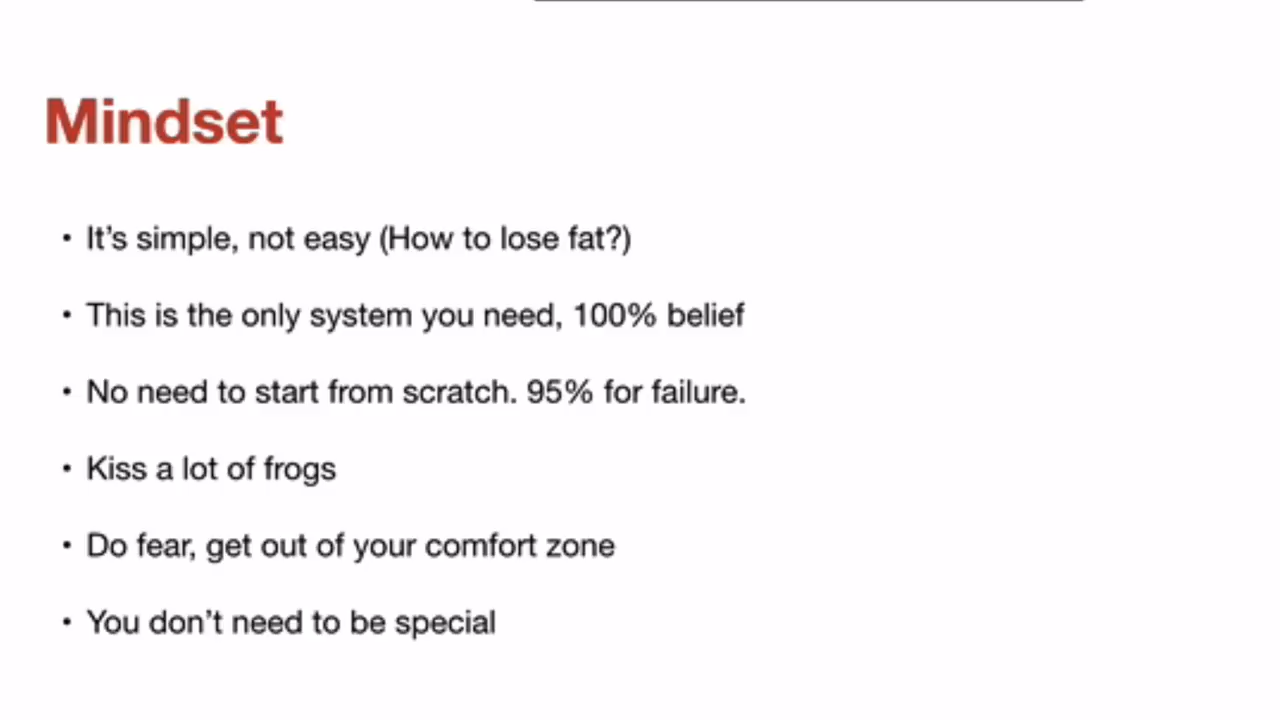 Mindset
• It’s simple, not easy (How to lose fat?)
• This is the only system you need, 100% belief
• No need to start from scratch. 95% for failure.
• Kiss a lot of frogs
• Do fear, get out of your comfort zone
• You don’t need to be special